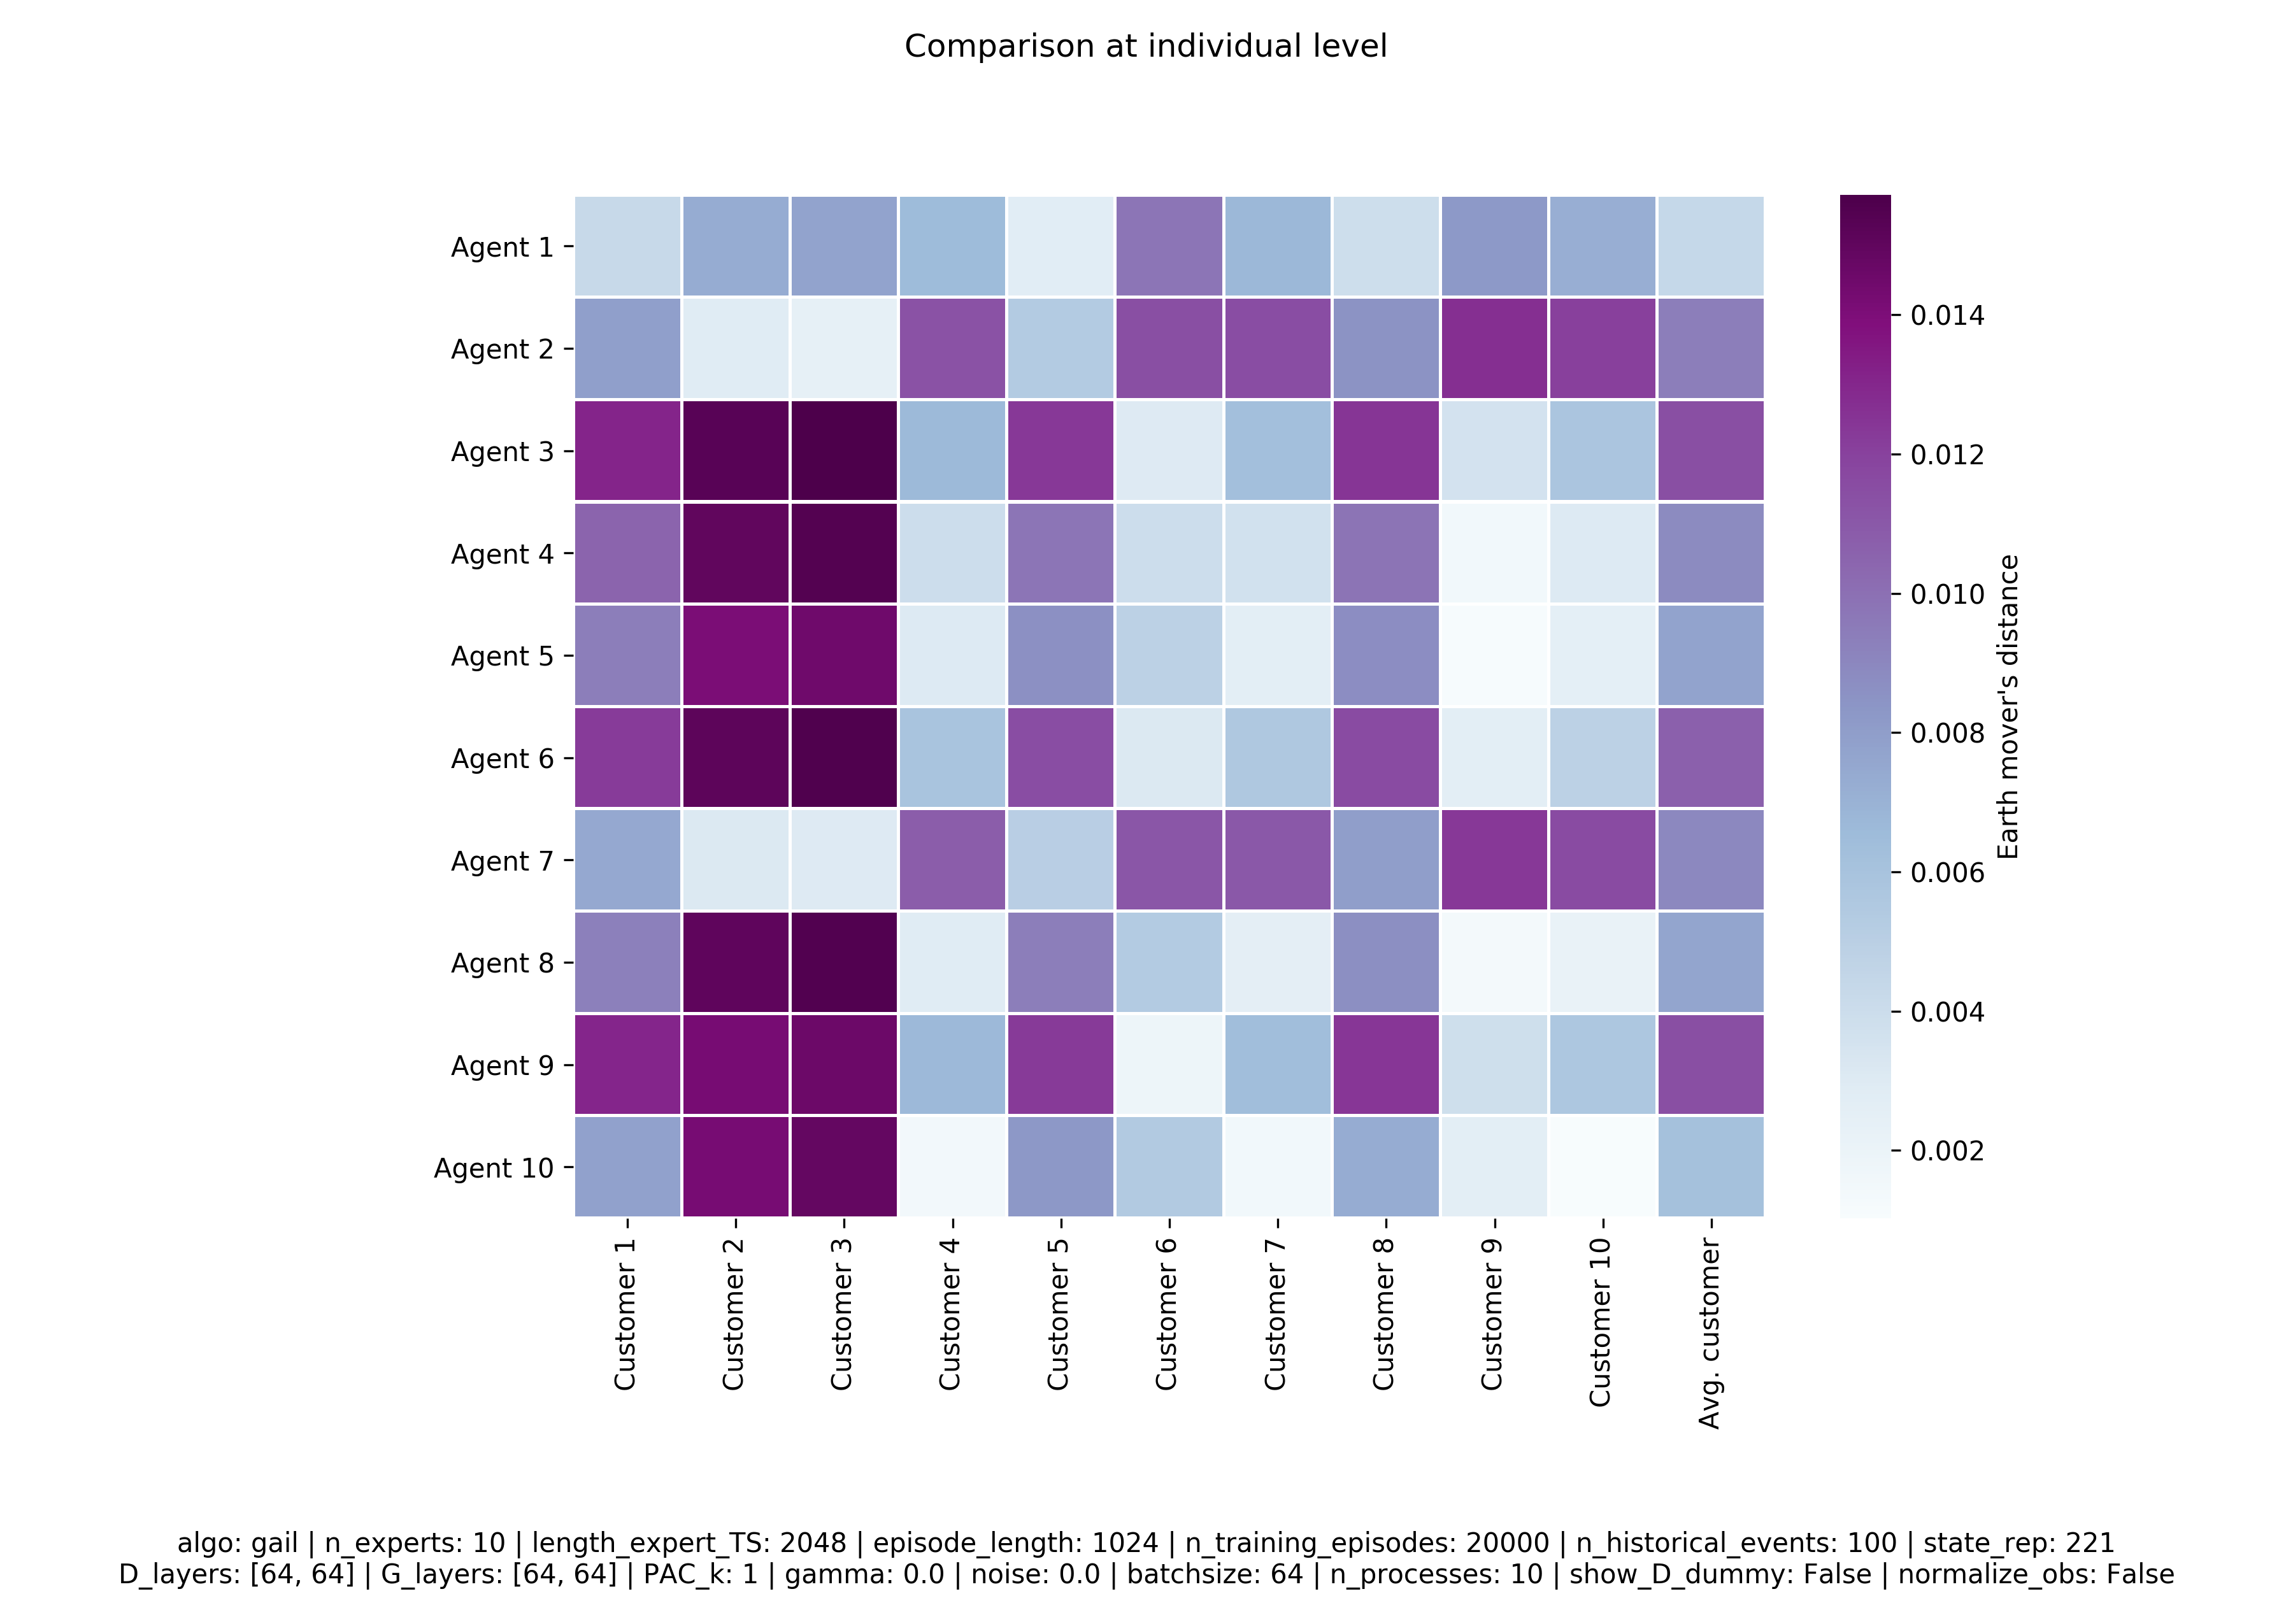 Comparison at individual level
Agent 1
Agent 2
Agent 3
Agent 4
Agent 5
Agent 6
Agent 7
Agent 8
Agent 9
Agent 10
Customer 1
Customer 2
Customer 3
Customer 4
Customer 5
Customer 6
Customer 7
Customer 8
Customer 9
Customer 10
Avg. customer
0.014
0.012
0.010
0.008
0.006
0.004
0.002
Earth mover's distance
algo: gail | n_experts: 10 | length_expert_TS: 2048 | episode_length: 1024 | n_training_episodes: 20000 | n_historical_events: 100 | state_rep: 221
D_layers: [64, 64] | G_layers: [64, 64] | PAC_k: 1 | gamma: 0.0 | noise: 0.0 | batchsize: 64 | n_processes: 10 | show_D_dummy: False | normalize_obs: False